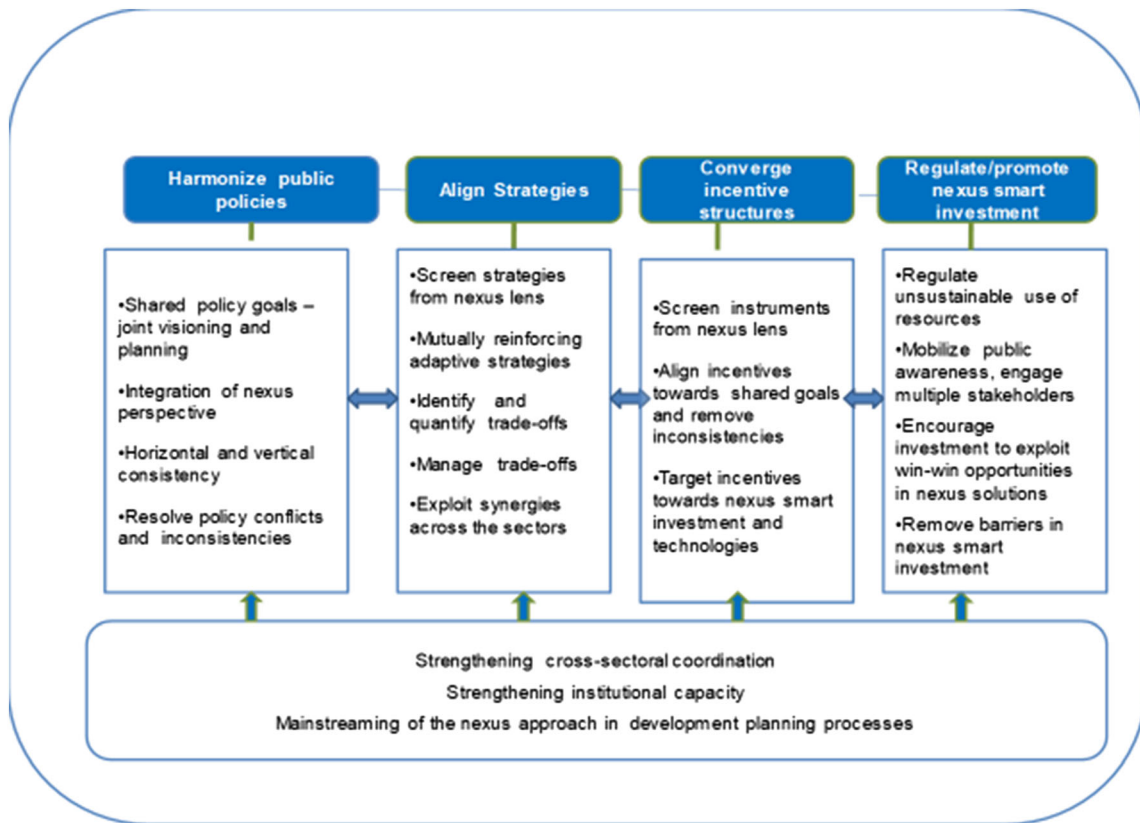 Harmonize public
policies
Align Strategies
Converge
incentive
structures
Regulate/promote
nexus smart
investment
•Shared policy goals –
joint visioning and
planning
•Integration of nexus
perspective
•Horizontal and vertical
consistency
•Resolve policy conflicts
and inconsistencies
•Screen strategies
from nexus lens
•Mutually reinforcing
adaptive strategies
•Identify and
quantify trade-offs
•Manage trade-offs
•Exploit synergies
across the sectors
•Screen instruments
from nexus lens
•Align incentives
towards shared goals
and remove
inconsistencies
•Target incentives
towards nexus smart
investment and
technologies
•Regulate
unsustainable use of
resources
•Mobilize public
awareness, engage
multiple stakeholders
•Encourage
investment to exploit
win-win opportunities
in nexus solutions
•Remove barriers in
nexus smart
investment
Strengthening cross-sectoral coordination
Strengthening institutional capacity
Mainstreaming of the nexus approach in development planning processes